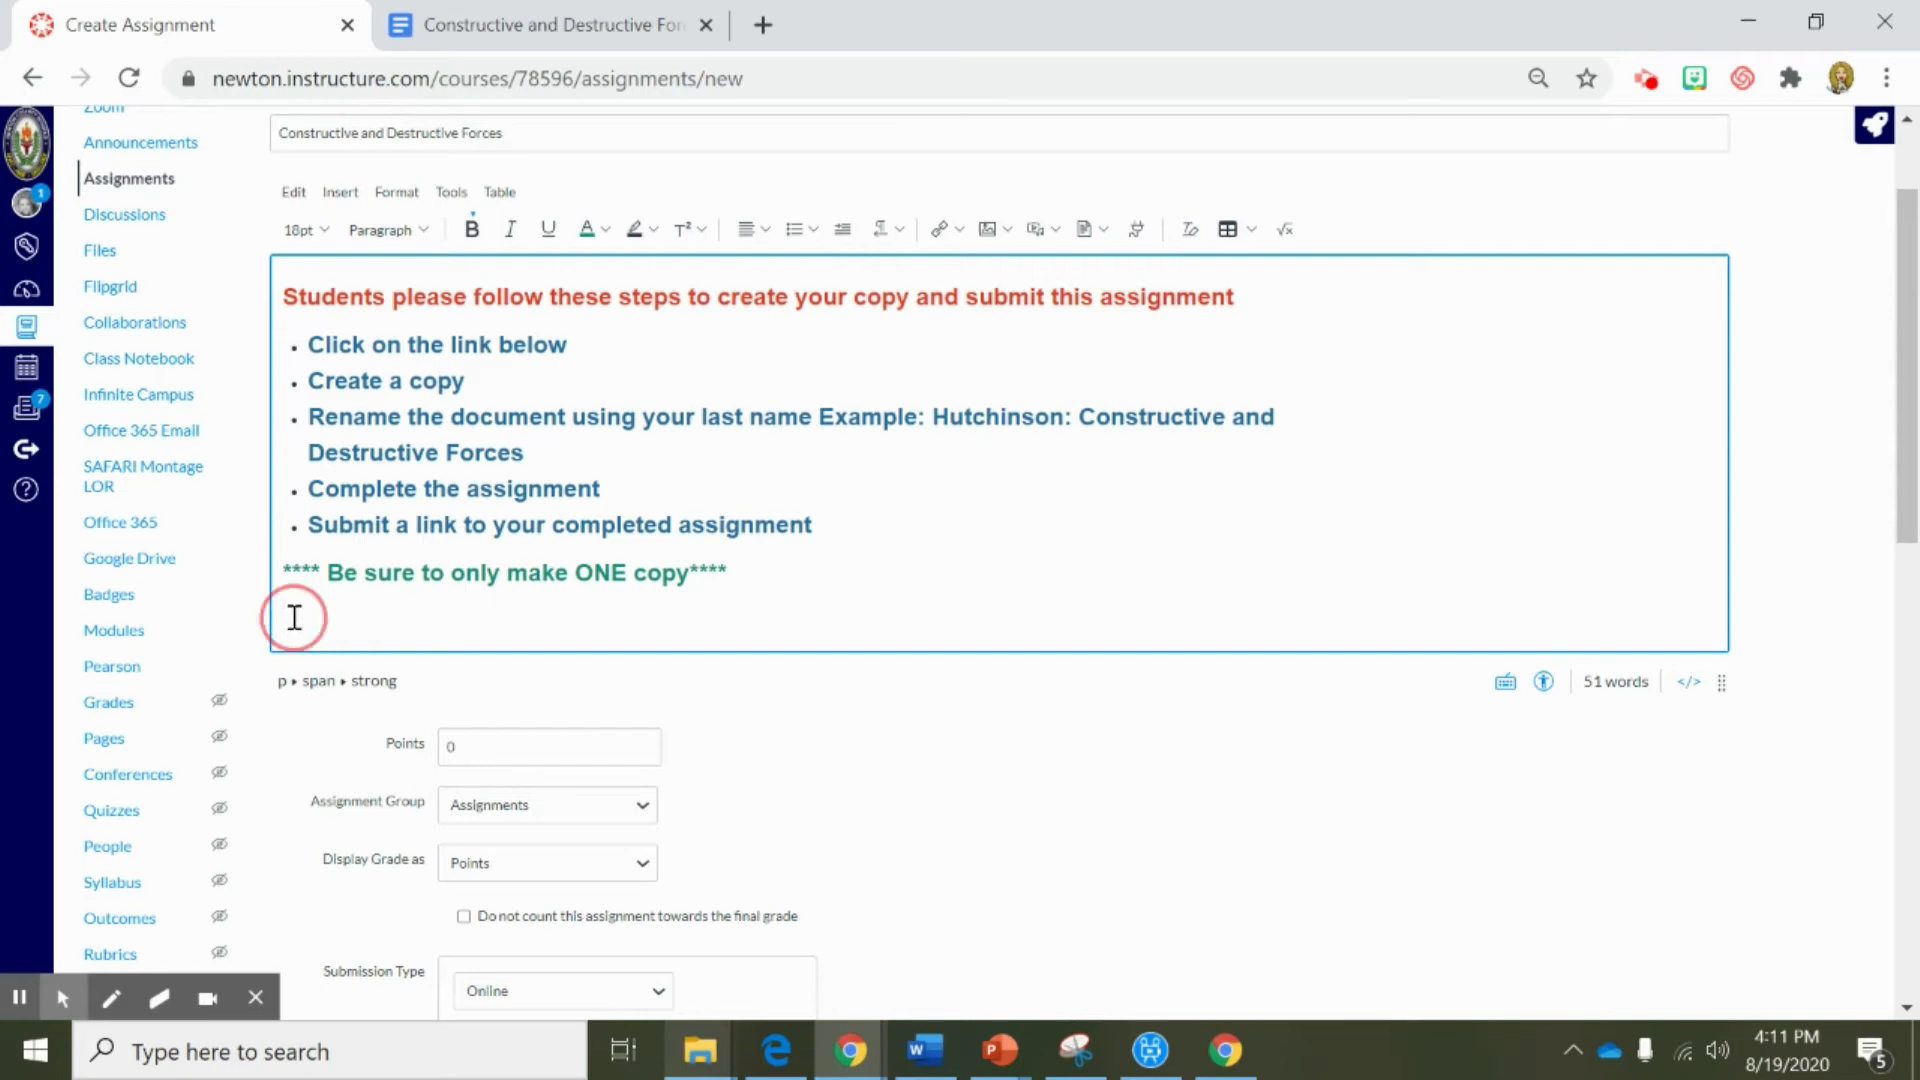 Create Assignment
Constructive and Destructive For
newton.instructure.com/courses/78596/assignments/new
Zoom
Announcements
Assignments
Discussions
Files
Flipgrid
Collaborations
Class Notebook
Infinite Campus
Office 365 Email
SAFARI Montage
LOR
Office 365
Google Drive
Badges
Modules
Pearson
Grades
Pages
Conferences
Quizzes
People
Syllabus
Outcomes
Rubrics
1
7
Constructive and Destructive Forces
Edit Insert Format Tools Table
18pt Paragraph B I U A T² √x
Students please follow these steps to create your copy and submit this assignment
• Click on the link below
• Create a copy
• Rename the document using your last name Example: Hutchinson: Constructive and
Destructive Forces
• Complete the assignment
• Submit a link to your completed assignment
**** Be sure to only make ONE copy****
p ▸ span ▸ strong
51 words </>
Points 0
Assignment Group Assignments
Display Grade as Points
Do not count this assignment towards the final grade
Submission Type Online
Type here to search
4:11 PM
8/19/2020
5